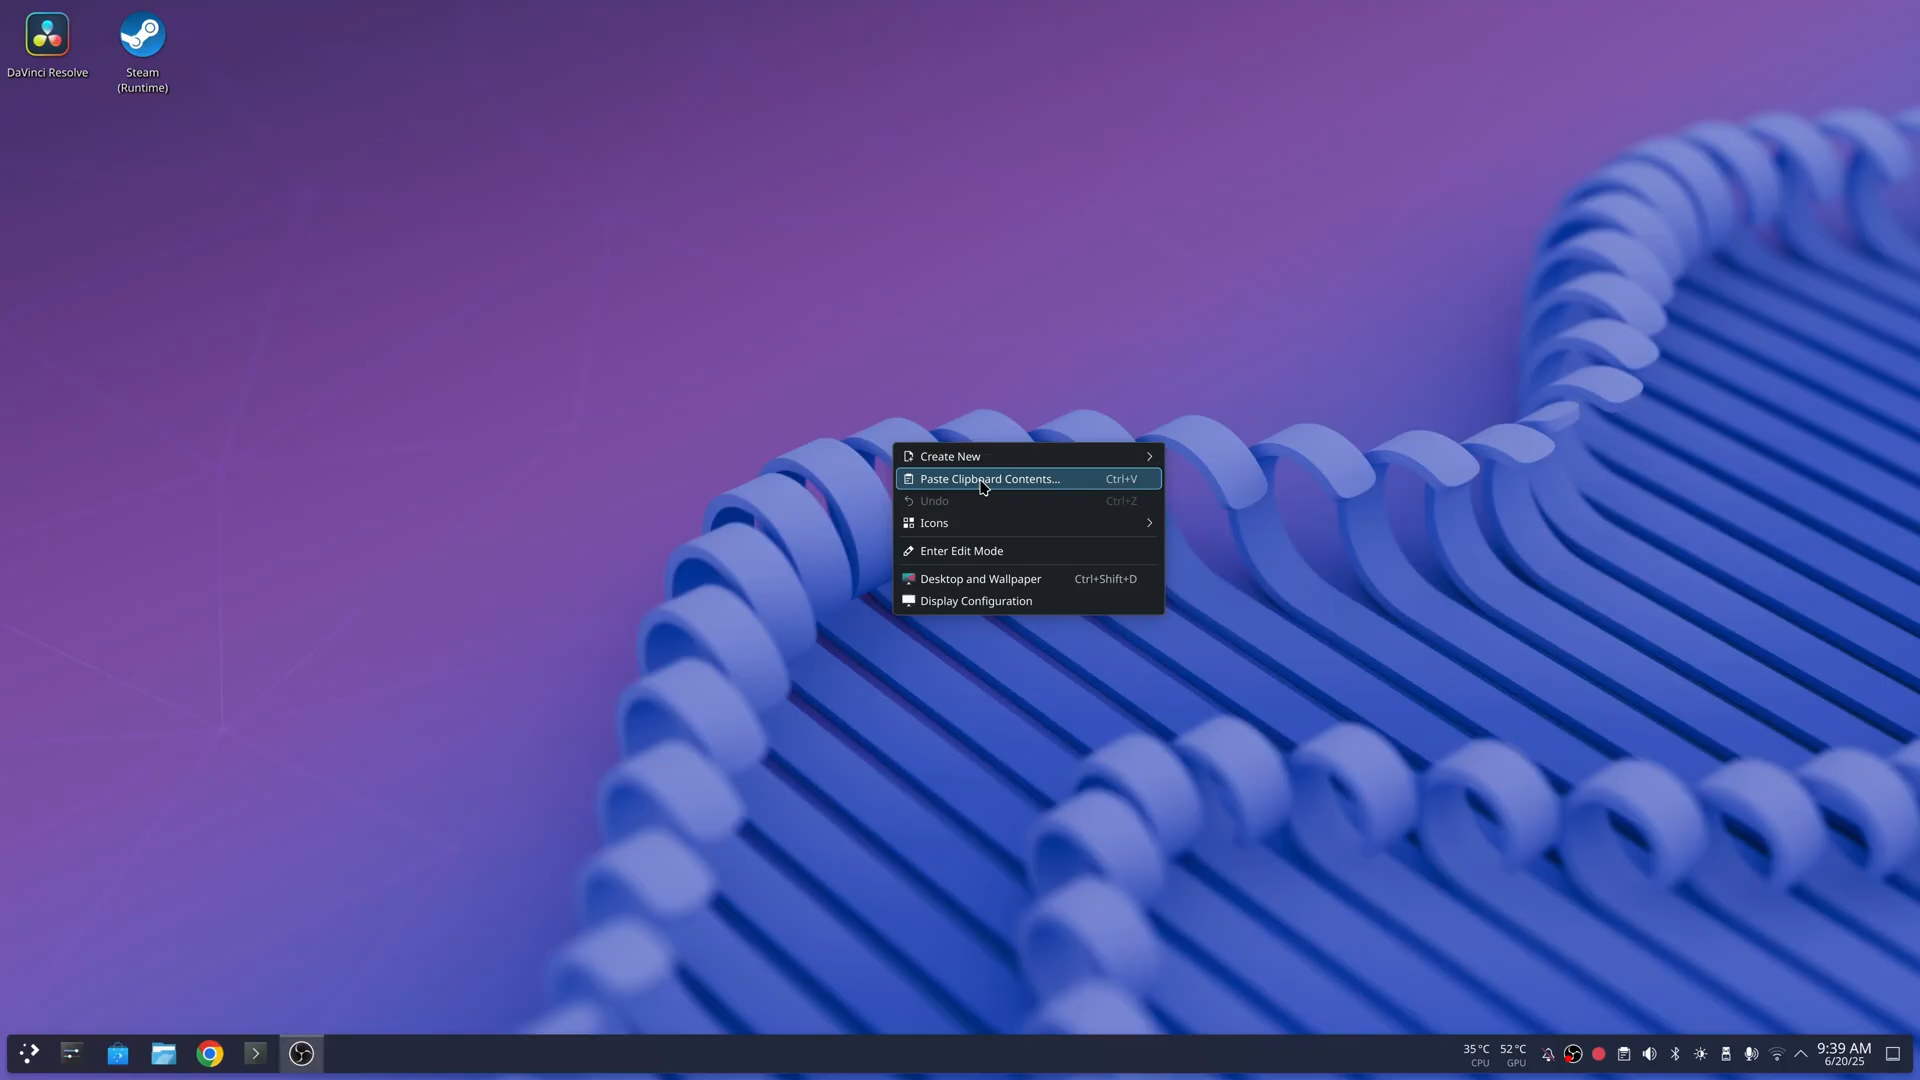 DaVinci Resolve
Steam
(Runtime)
Create New
Paste Clipboard Contents... Ctrl+V
Undo Ctrl+Z
Icons
Enter Edit Mode
Desktop and Wallpaper Ctrl+Shift+D
Display Configuration
35°C 52°C
CPU GPU
9:39 AM
6/20/25